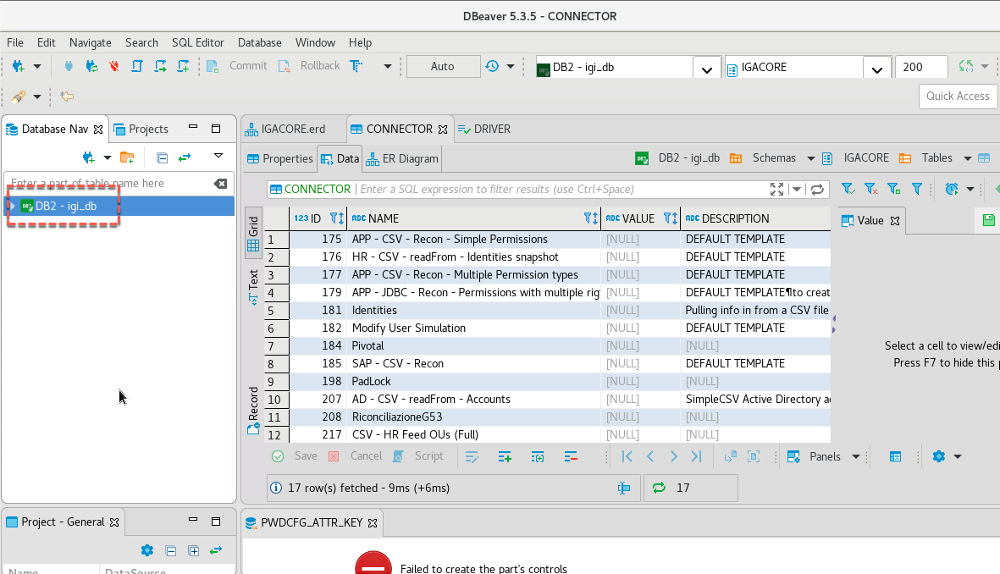 DBeaver 5.3.5 - CONNECTOR
File Edit Navigate Search SQL Editor Database Window Help
Commit Rollback Auto DB2 - igi_db IGACORE 200
Quick Access
Database Nav Projects
Enter a part of table name here
DB2 - igi_db
IGACORE.erd CONNECTOR DRIVER
Properties Data ER Diagram DB2 - igi_db Schemas IGACORE Tables
CONNECTOR Enter a SQL expression to filter results (use Ctrl+Space)
Grid
Text
Record
123 ID ABC NAME ABC VALUE ABC DESCRIPTION
1 175 APP - CSV - Recon - Simple Permissions [NULL] DEFAULT TEMPLATE
2 176 HR - CSV - readFrom - Identities snapshot [NULL] DEFAULT TEMPLATE
3 177 APP - CSV - Recon - Multiple Permission types [NULL] DEFAULT TEMPLATE
4 179 APP - JDBC - Recon - Permissions with multiple rig [NULL] DEFAULT TEMPLATE¶to creat
5 181 Identities [NULL] Pulling info in from a CSV file
6 182 Modify User Simulation [NULL] DEFAULT TEMPLATE
7 184 Pivotal [NULL] [NULL]
8 185 SAP - CSV - Recon [NULL] DEFAULT TEMPLATE
9 198 PadLock [NULL] [NULL]
10 207 AD - CSV - readFrom - Accounts [NULL] SimpleCSV Active Directory a
11 208 RiconciliazioneG53 [NULL] [NULL]
12 217 CSV - HR Feed OUs (Full) [NULL] [NULL]
Value
Select a cell to view/edi
Press F7 to hide this p
Save Cancel Script Panels
17 row(s) fetched - 9ms (+6ms) 17
Project - General
Name DataSource
PWDCFG_ATTR_KEY
Failed to create the part's controls